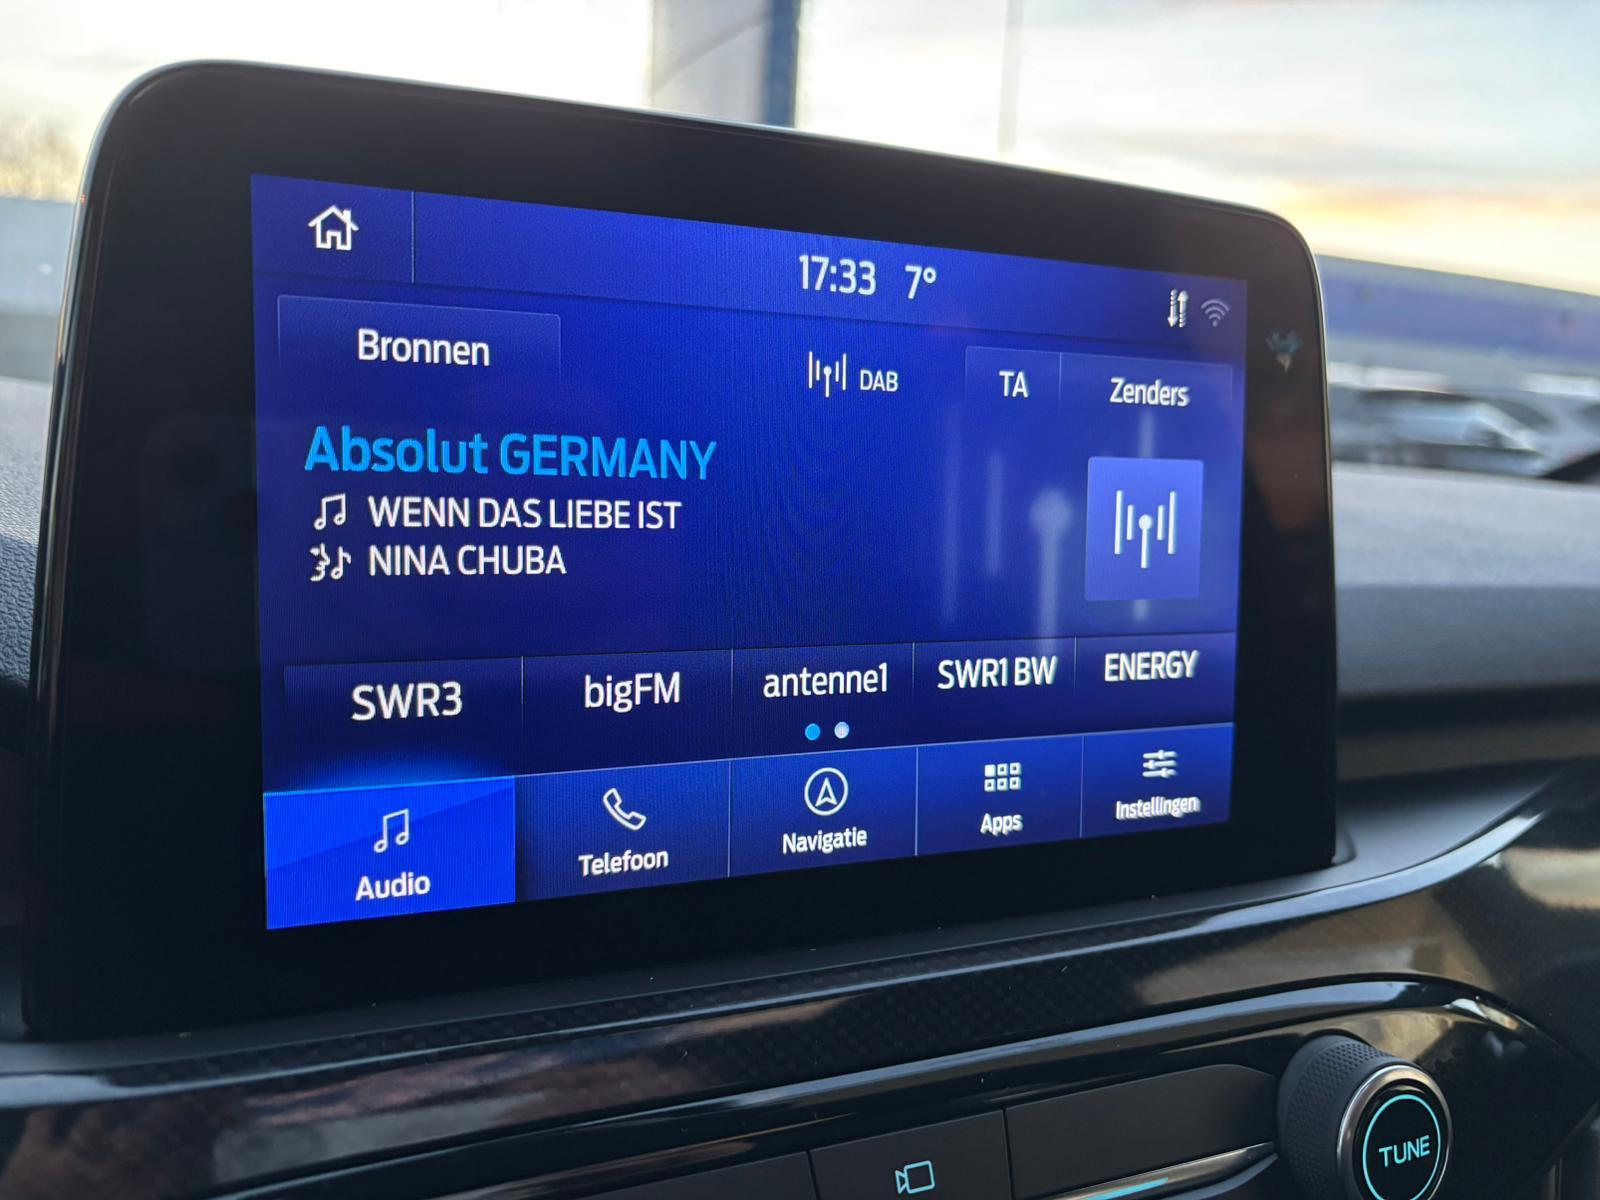 17:33 7°
Bronnen
DAB
TA
Zenders
Absolut GERMANY
WENN DAS LIEBE IST
NINA CHUBA
SWR3
bigFM
antenne1
SWR1 BW
ENERGY
Audio
Telefoon
Navigatie
Apps
Instellingen
TUNE